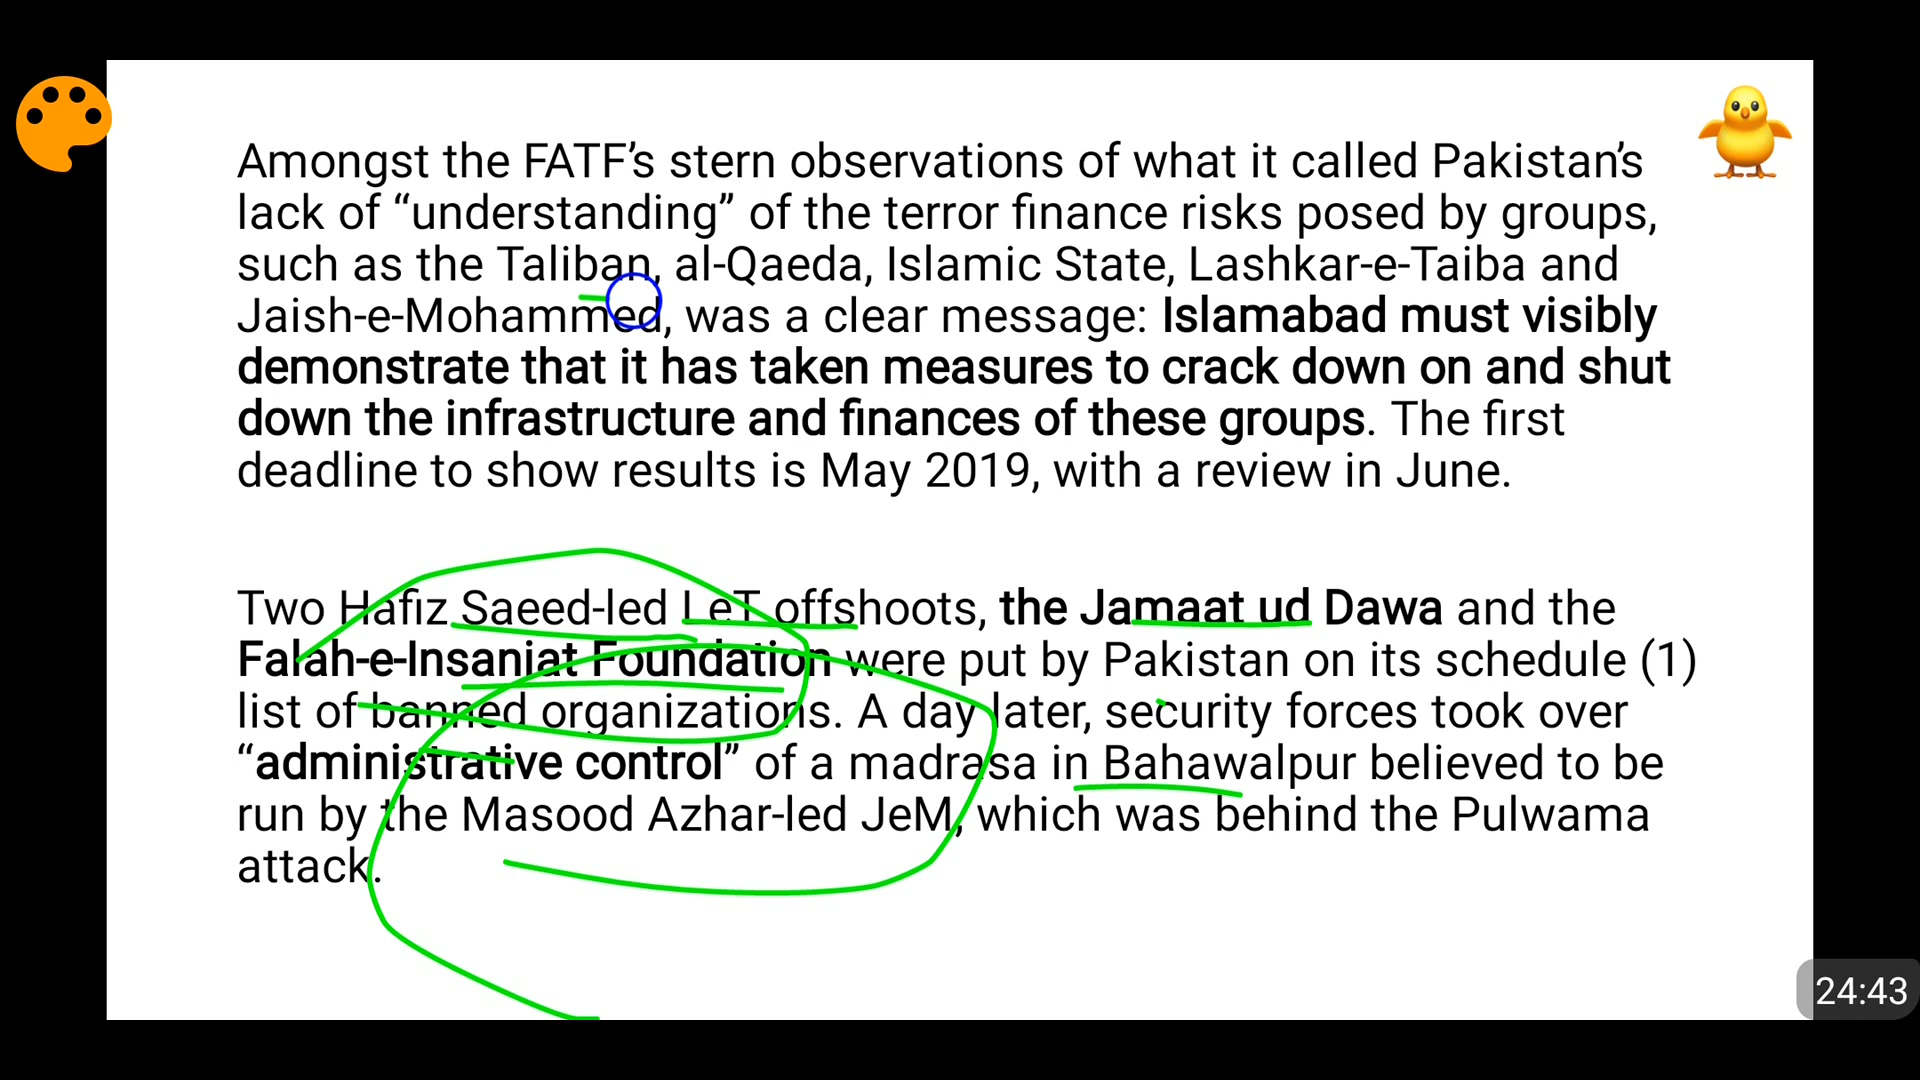 Amongst the FATF’s stern observations of what it called Pakistan’s
lack of “understanding” of the terror finance risks posed by groups,
such as the Taliban, al-Qaeda, Islamic State, Lashkar-e-Taiba and
Jaish-e-Mohammed, was a clear message: Islamabad must visibly
demonstrate that it has taken measures to crack down on and shut
down the infrastructure and finances of these groups. The first
deadline to show results is May 2019, with a review in June.
Two Hafiz Saeed-led LeT offshoots, the Jamaat ud Dawa and the
Falah-e-Insaniat Foundation were put by Pakistan on its schedule (1)
list of banned organizations. A day later, security forces took over
“administrative control” of a madrasa in Bahawalpur believed to be
run by the Masood Azhar-led JeM, which was behind the Pulwama
attack.
24:43